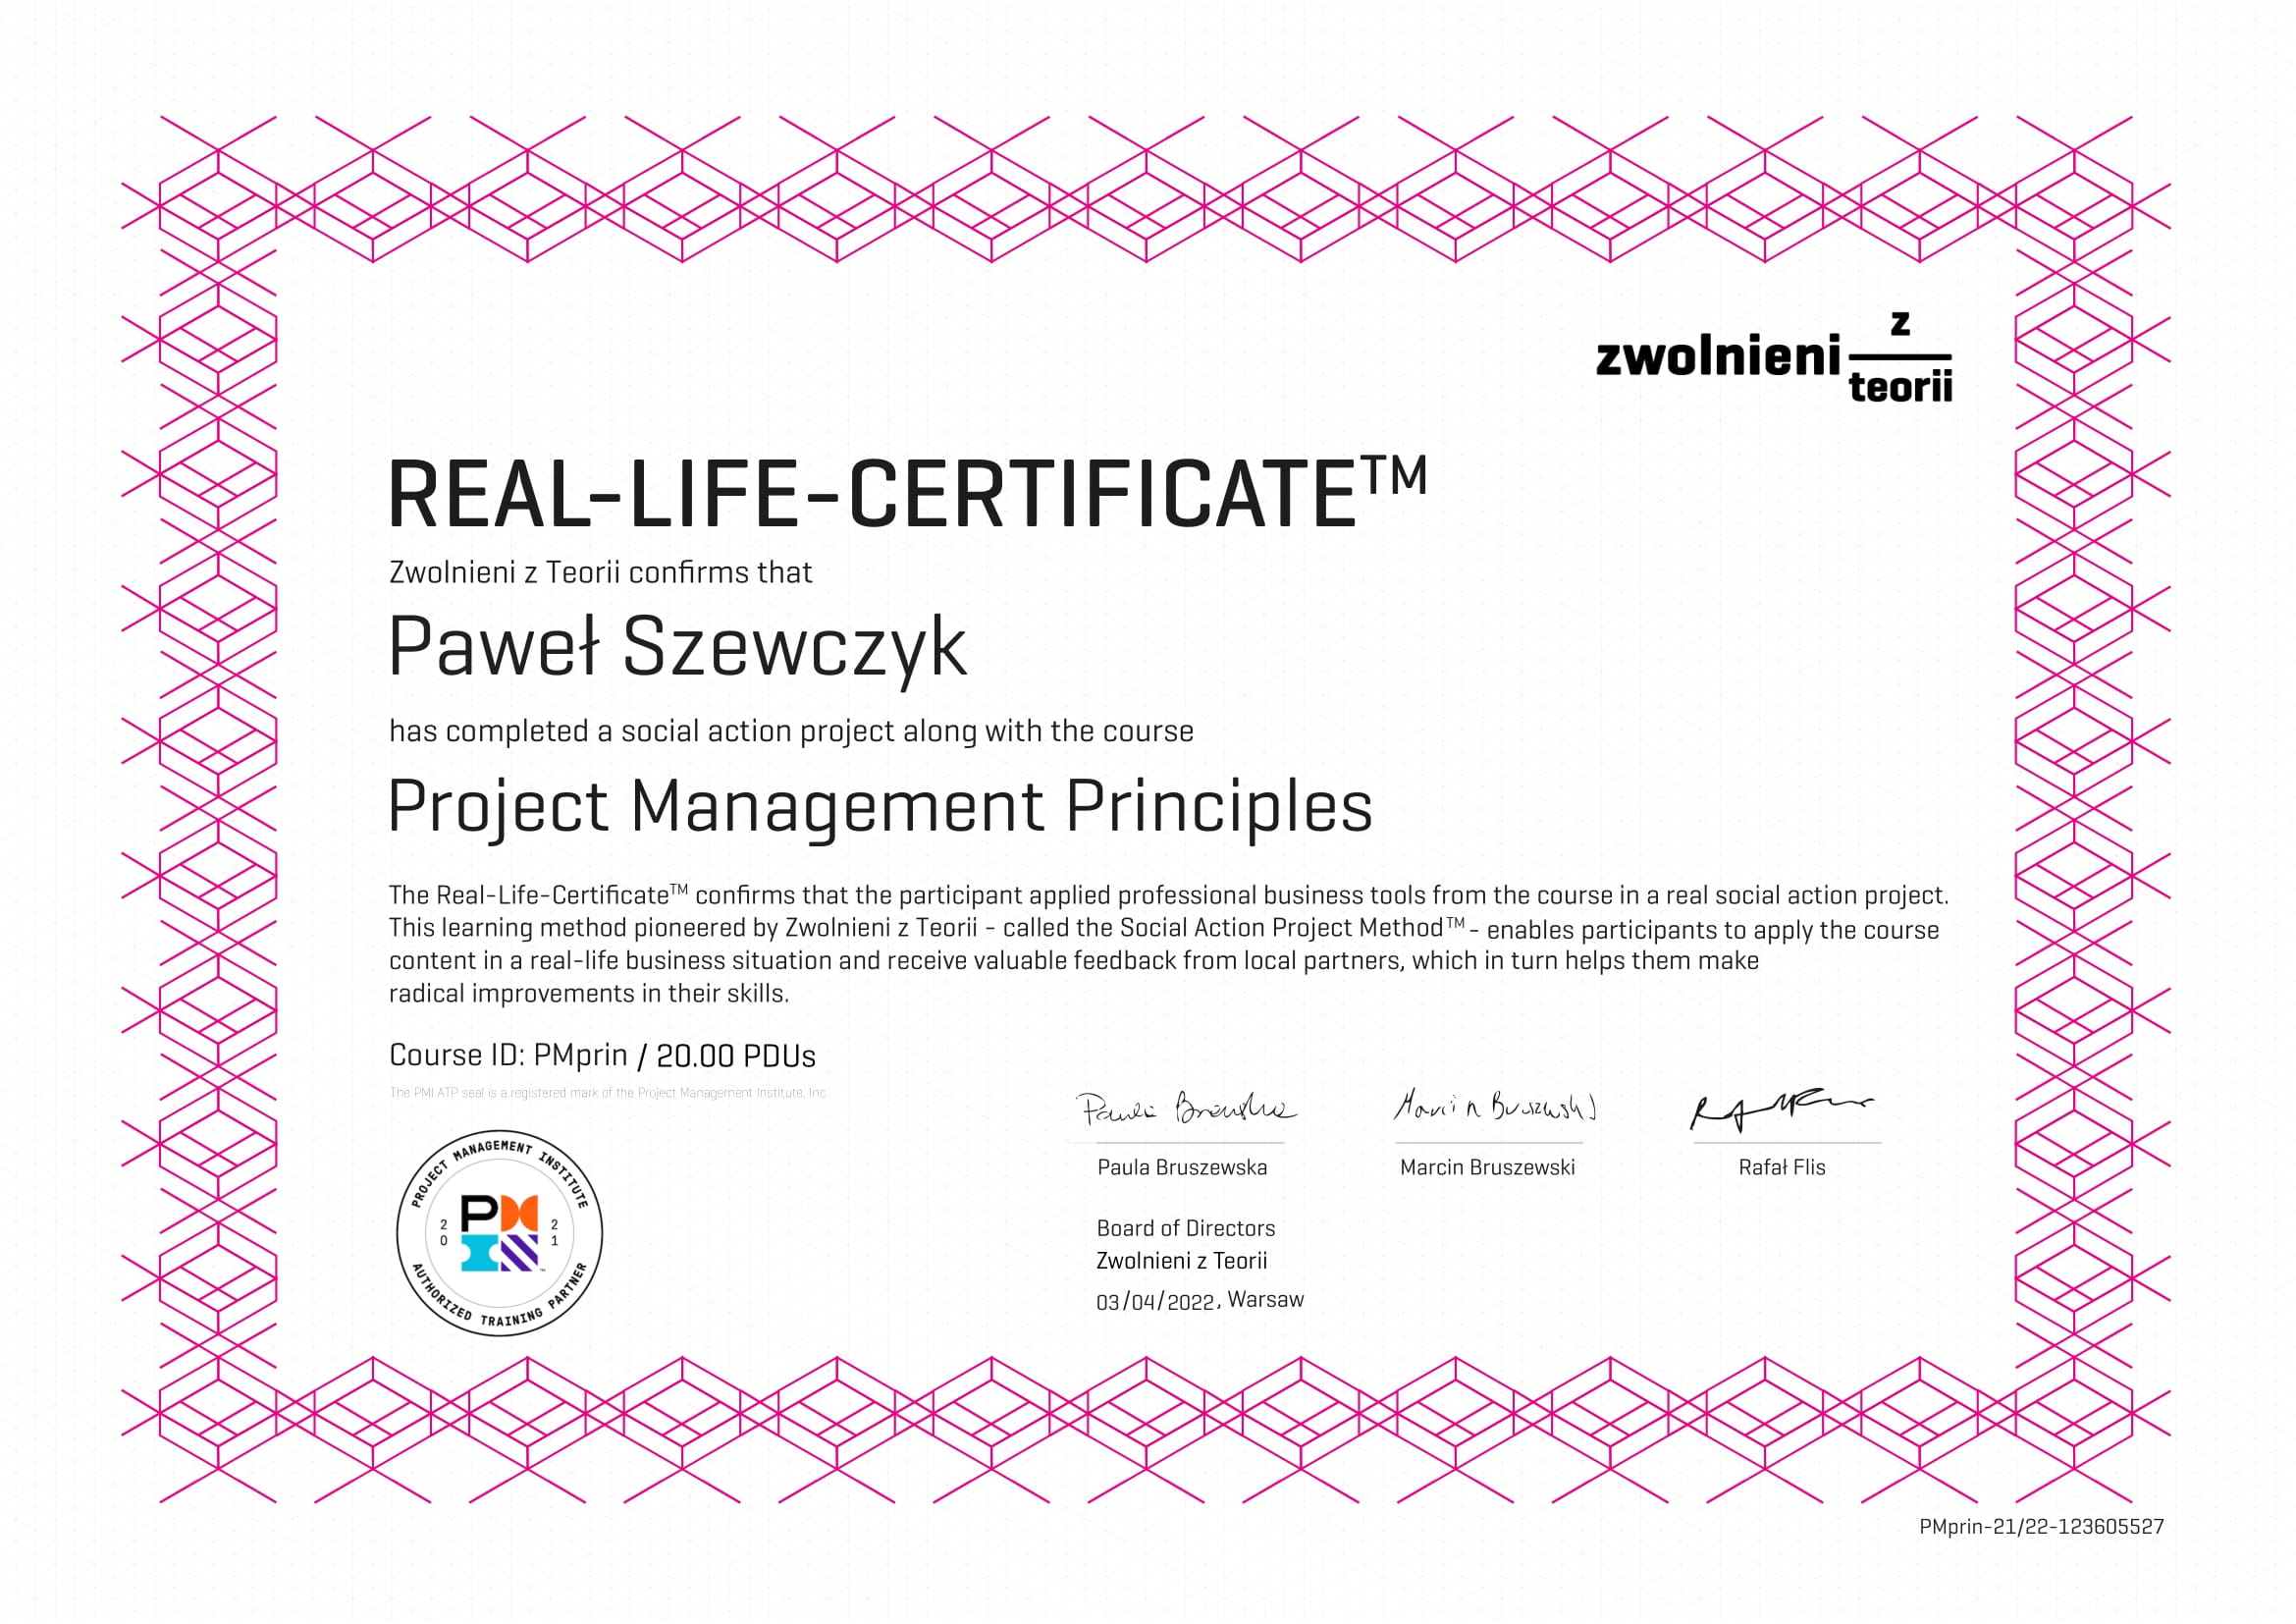 zwolnieni z teorii
REAL-LIFE-CERTIFICATE™
Zwolnieni z Teorii confirms that
Paweł Szewczyk
has completed a social action project along with the course
Project Management Principles
The Real-Life-Certificate™ confirms that the participant applied professional business tools from the course in a real social action project.
This learning method pioneered by Zwolnieni z Teorii - called the Social Action Project Method™ - enables participants to apply the course
content in a real-life business situation and receive valuable feedback from local partners, which in turn helps them make
radical improvements in their skills.
Course ID: PMprin / 20.00 PDUs
The PMI ATP seal is a registered mark of the Project Management Institute, Inc
Paula Bruszewska
Marcin Bruszewski
Rafał Flis
Board of Directors
Zwolnieni z Teorii
03/04/2022, Warsaw
PROJECT MANAGEMENT INSTITUTE
2021
PM
AUTHORIZED TRAINING PARTNER
PMprin-21/22-123605527